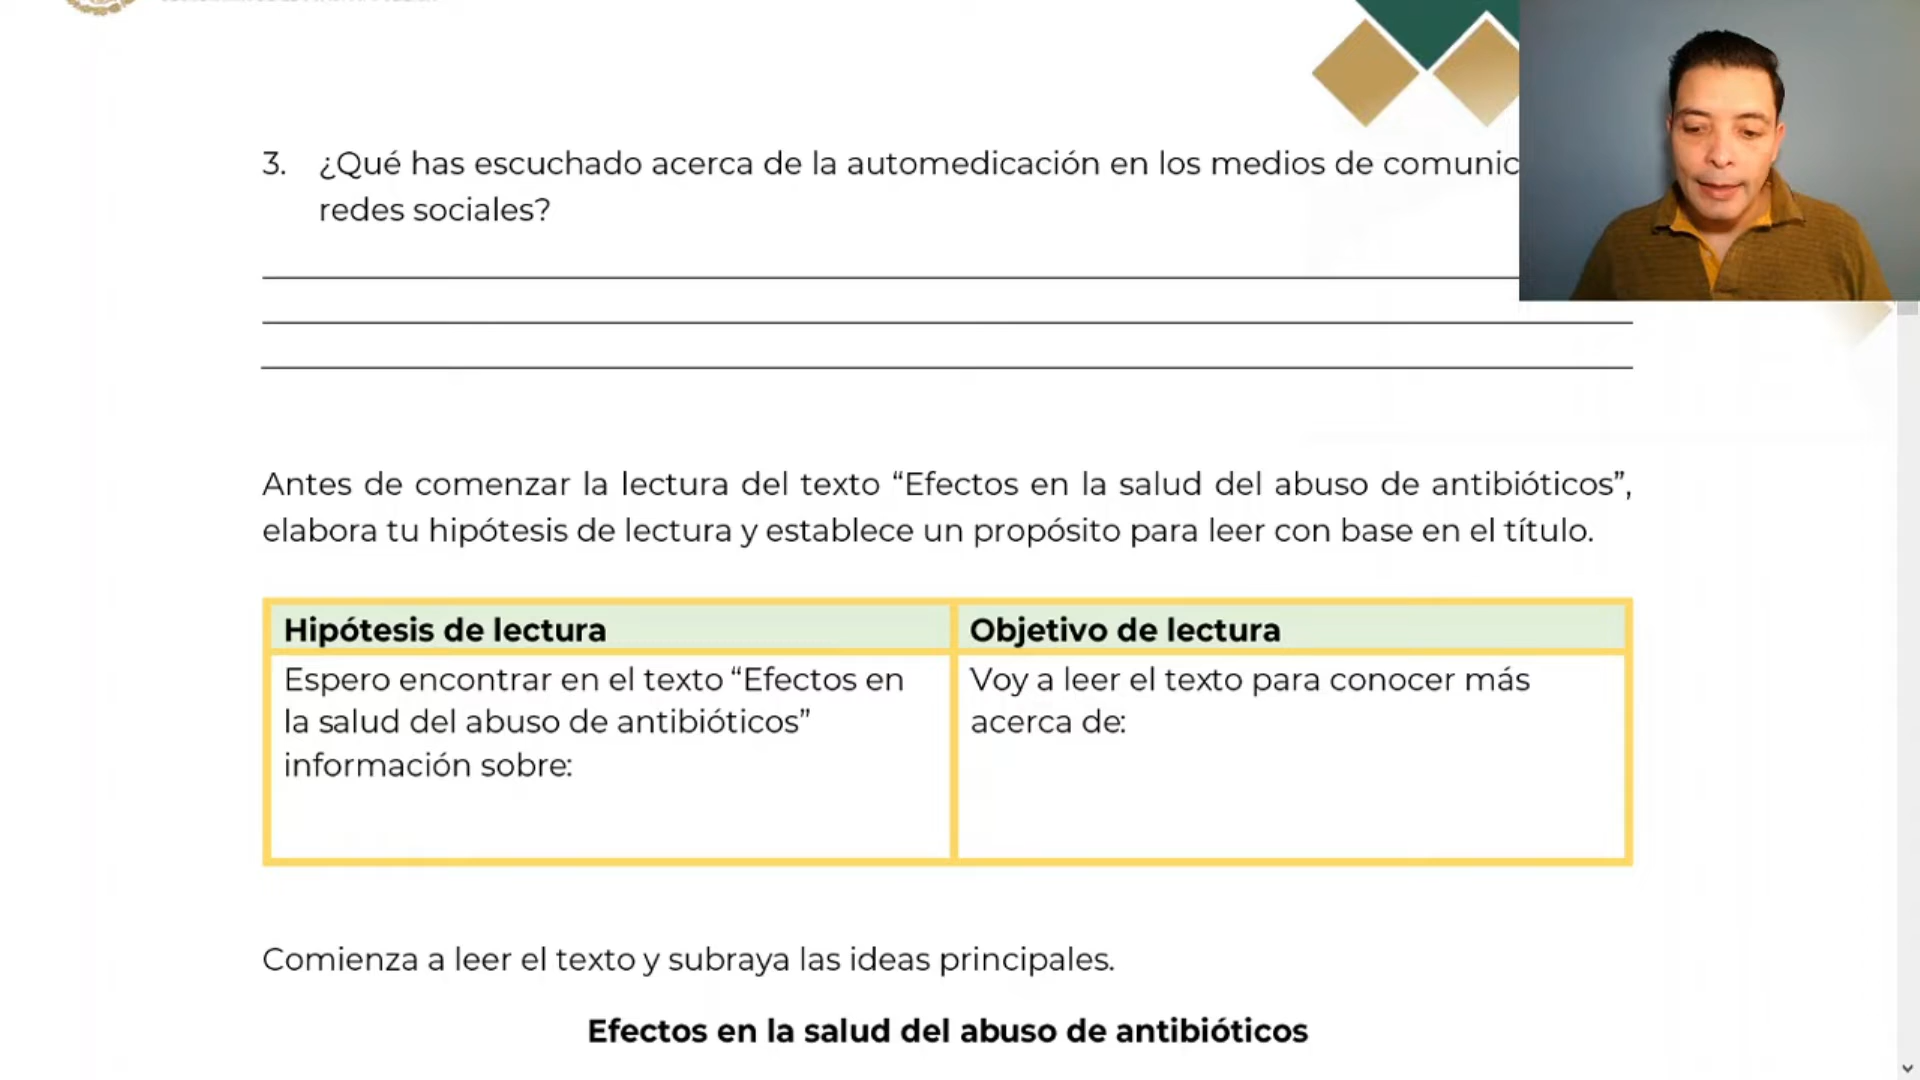 3. ¿Qué has escuchado acerca de la automedicación en los medios de comunic
redes sociales?
Antes de comenzar la lectura del texto “Efectos en la salud del abuso de antibióticos”,
elabora tu hipótesis de lectura y establece un propósito para leer con base en el título.
Hipótesis de lectura
Espero encontrar en el texto “Efectos en
la salud del abuso de antibióticos”
información sobre:
Objetivo de lectura
Voy a leer el texto para conocer más
acerca de:
Comienza a leer el texto y subraya las ideas principales.
Efectos en la salud del abuso de antibióticos